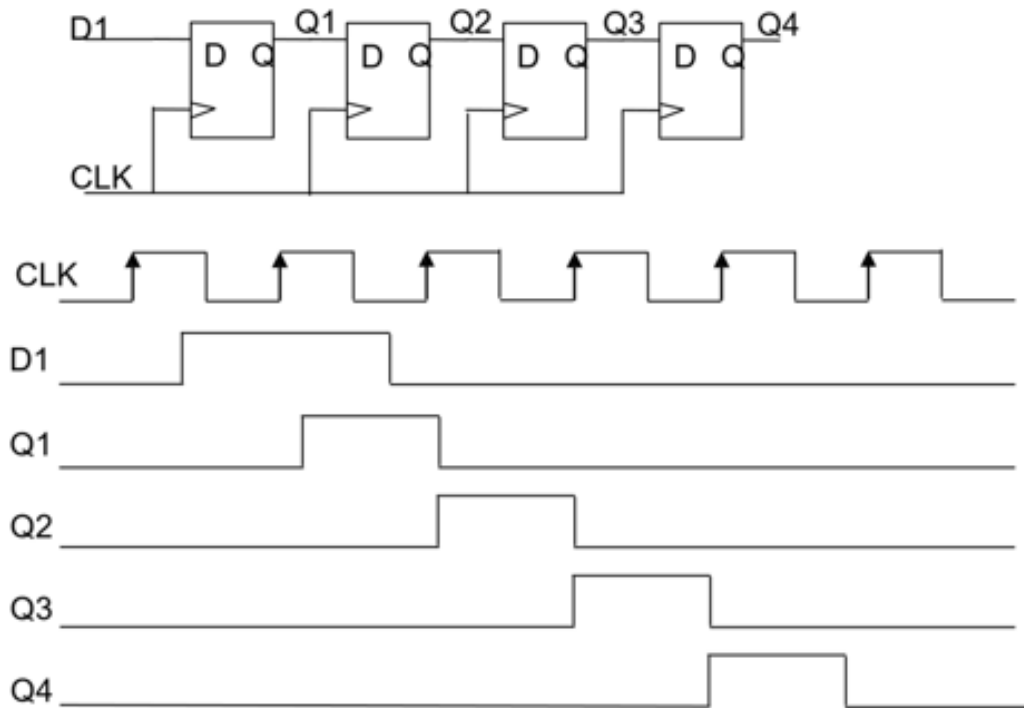 D1 Q1 Q2 Q3 Q4
D Q D Q D Q D Q
CLK
CLK
D1
Q1
Q2
Q3
Q4